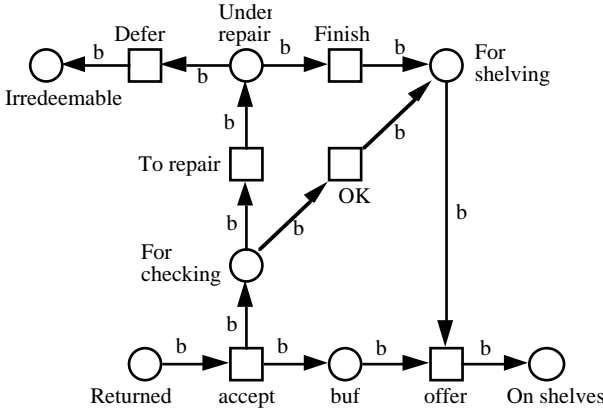 Defer
Under
repair
Finish
For
shelving
b
b
b
b
Irredeemable
b
b
To repair
OK
b
b
b
For
checking
b
b
b
b
b
Returned
accept
buf
offer
On shelves